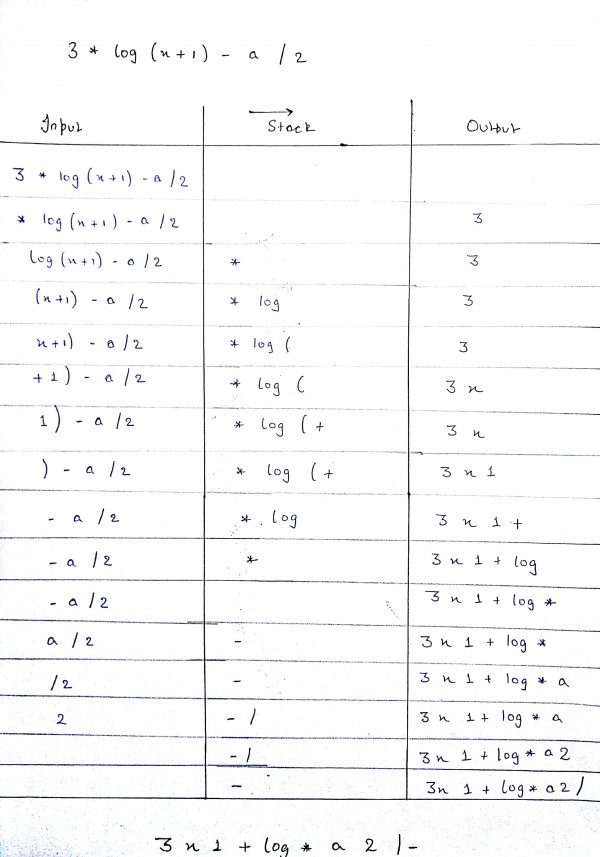 3 * log (n+1) - a / 2
Input Stack Output
3 * log (n+1) - a/2
* log (n+1) - a/2 3
log (n+1) - a/2 * 3
(n+1) - a /2 * log 3
n+1) - a/2 * log ( 3
+1) - a/2 * log ( 3 n
1) - a/2 * log (+ 3 n
) - a/2 * log (+ 3 n 1
- a /2 * . log 3 n 1 +
- a /2 * 3 n 1 + log
- a/2 3 n 1 + log *
a /2 - 3 n 1 + log *
/2 - 3 n 1 + log * a
2 - / 3 n 1 + log * a
- / 3 n 1 + log * a 2
- 3n 1 + log * a2/
3 n 1 + log * a 2 / -